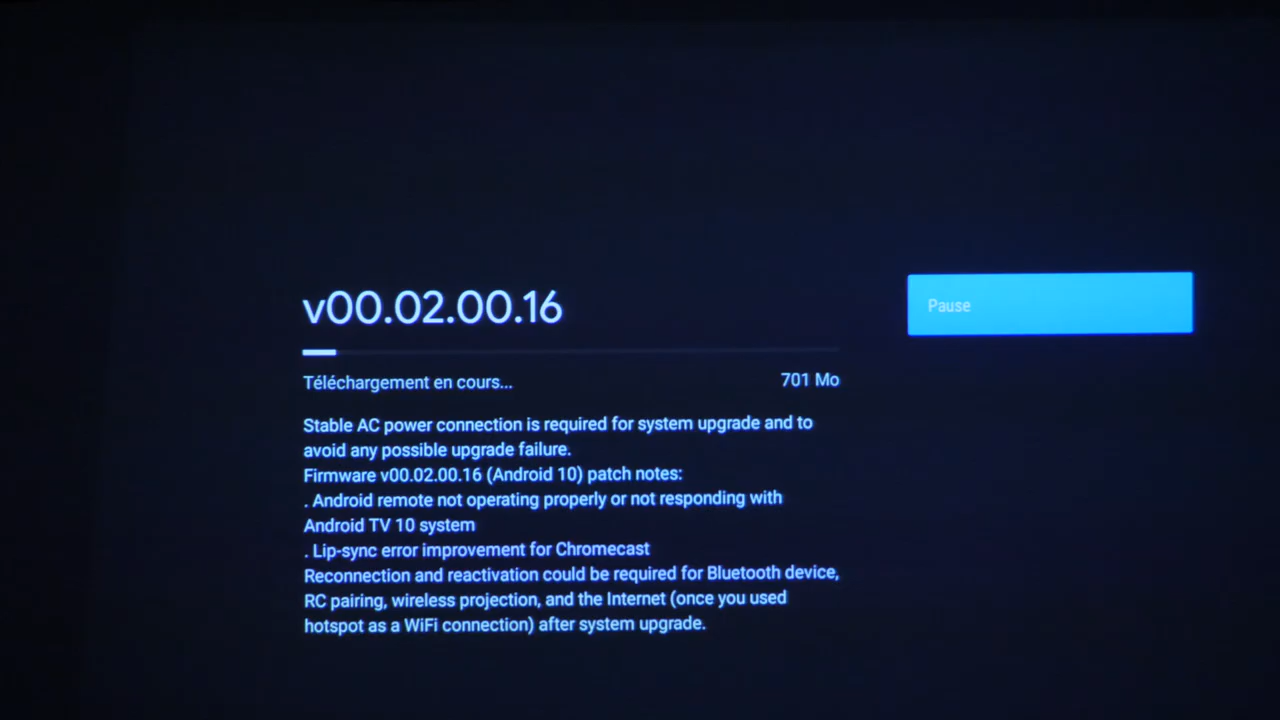 v00.02.00.16
Pause
Téléchargement en cours...
701 Mo
Stable AC power connection is required for system upgrade and to
avoid any possible upgrade failure.
Firmware v00.02.00.16 (Android 10) patch notes:
. Android remote not operating properly or not responding with
Android TV 10 system
. Lip-sync error improvement for Chromecast
Reconnection and reactivation could be required for Bluetooth device,
RC pairing, wireless projection, and the Internet (once you used
hotspot as a WiFi connection) after system upgrade.